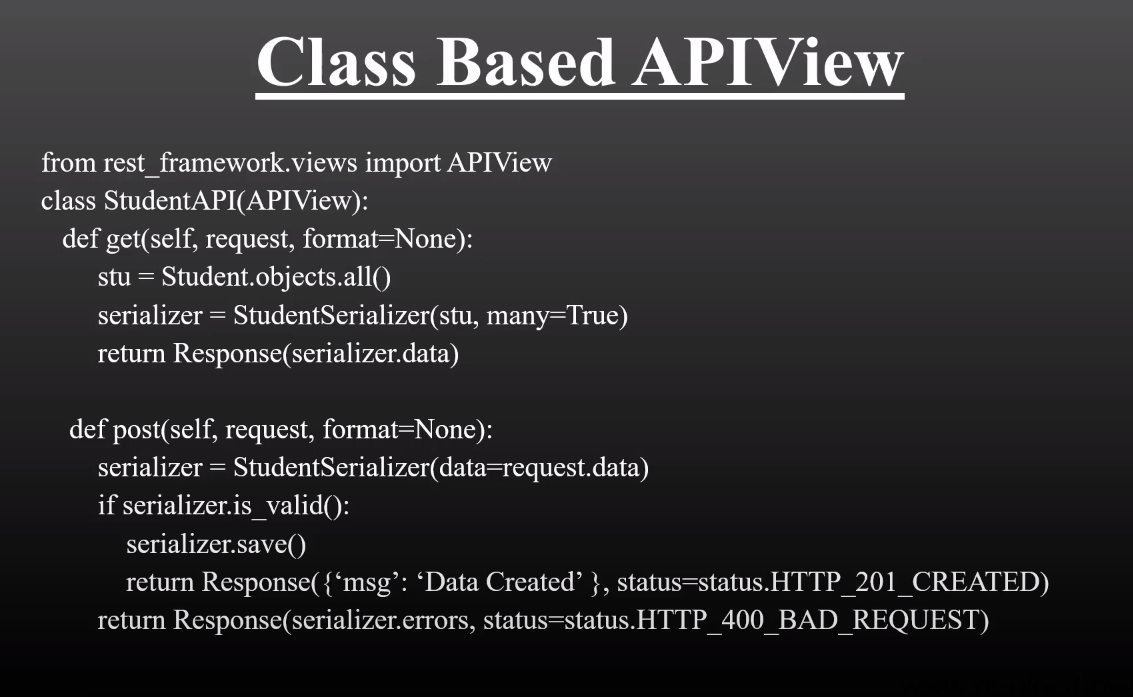 Class Based APIView
from rest_framework.views import APIView
class StudentAPI(APIView):
def get(self, request, format=None):
stu = Student.objects.all()
serializer = StudentSerializer(stu, many=True)
return Response(serializer.data)
def post(self, request, format=None):
serializer = StudentSerializer(data=request.data)
if serializer.is_valid():
serializer.save()
return Response({‘msg’: ‘Data Created’ }, status=status.HTTP_201_CREATED)
return Response(serializer.errors, status=status.HTTP_400_BAD_REQUEST)